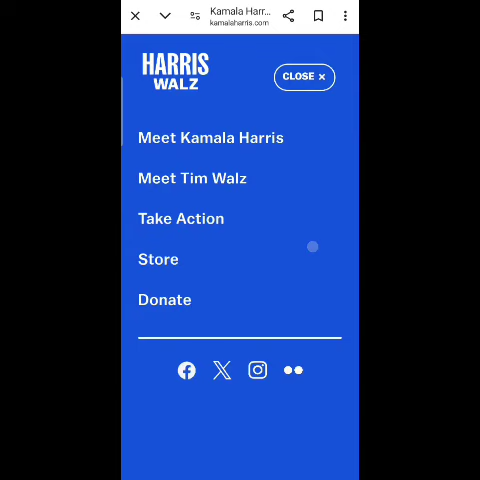 Kamala Harr...
kamalaharris.com
HARRIS
WALZ
CLOSE ×
Meet Kamala Harris
Meet Tim Walz
Take Action
Store
Donate